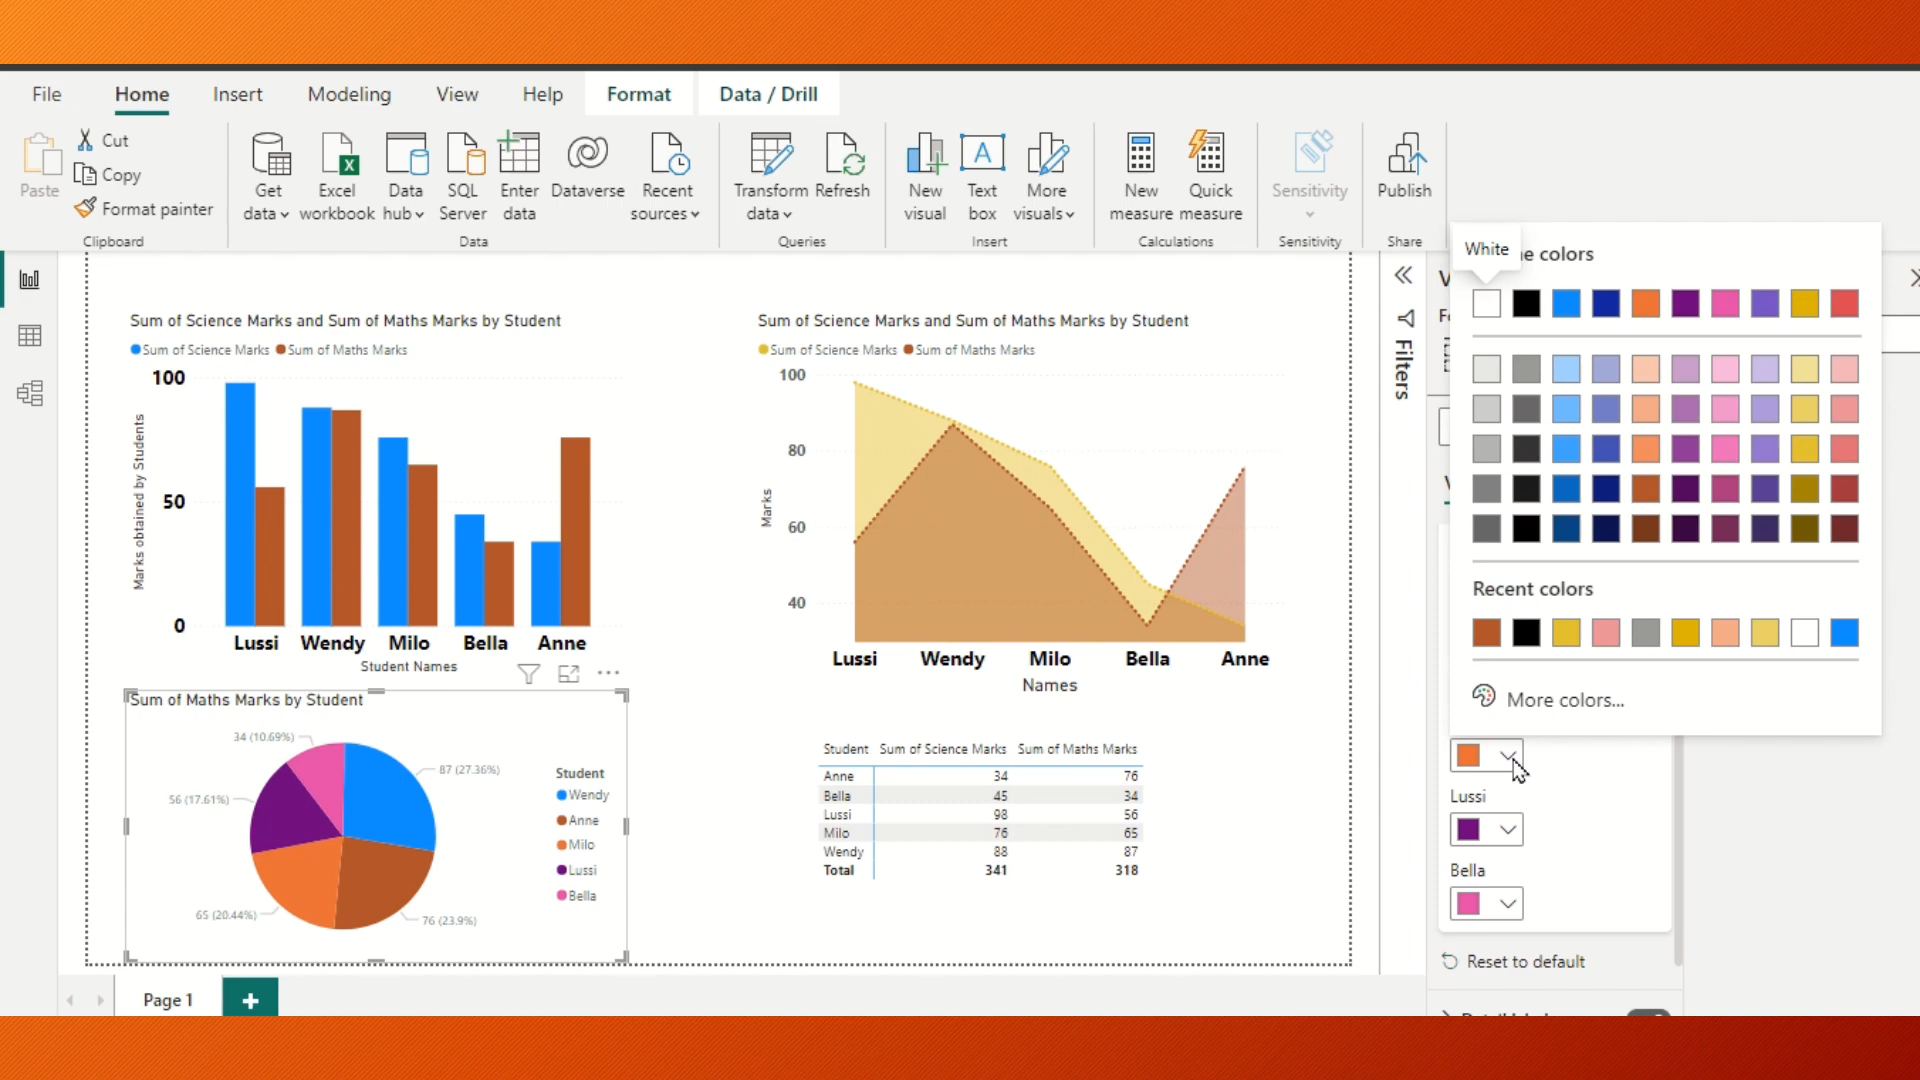 File Home Insert Modeling View Help Format Data / Drill
Paste
Cut
Copy
Format painter
Clipboard
Get data
Excel workbook
Data hub
SQL Server
Enter data
Dataverse
Recent sources
Data
Transform data
Refresh
Queries
New visual
Text box
More visuals
Insert
New measure
Quick measure
Calculations
Sensitivity
Sensitivity
Publish
Share
Sum of Science Marks and Sum of Maths Marks by Student
Sum of Science Marks Sum of Maths Marks
Marks obtained by Students
100
50
0
Lussi Wendy Milo Bella Anne
Student Names
Sum of Science Marks and Sum of Maths Marks by Student
Sum of Science Marks Sum of Maths Marks
Marks
100
80
60
40
Lussi Wendy Milo Bella Anne
Names
Sum of Maths Marks by Student
34 (10.69%)
87 (27.36%)
56 (17.61%)
65 (20.44%)
76 (23.9%)
Student
Wendy
Anne
Milo
Lussi
Bella
Student Sum of Science Marks Sum of Maths Marks
Anne 34 76
Bella 45 34
Lussi 98 56
Milo 76 65
Wendy 88 87
Total 341 318
Filters
White
colors
Recent colors
More colors...
Lussi
Bella
Reset to default
Page 1